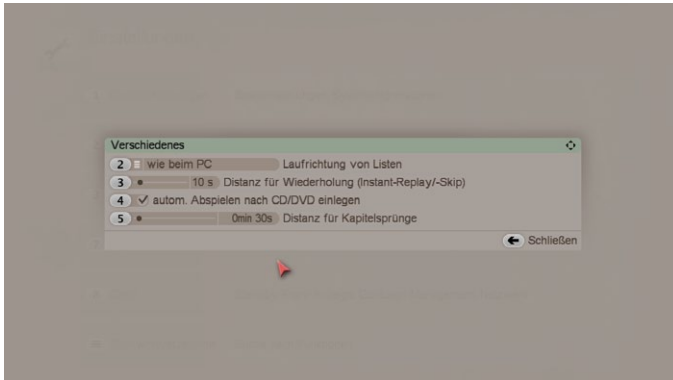 Verschiedenes
2 wie beim PC Laufrichtung von Listen
3 10 s Distanz für Wiederholung (Instant-Replay/-Skip)
4 autom. Abspielen nach CD/DVD einlegen
5 0min 30s Distanz für Kapitelsprünge
Schließen